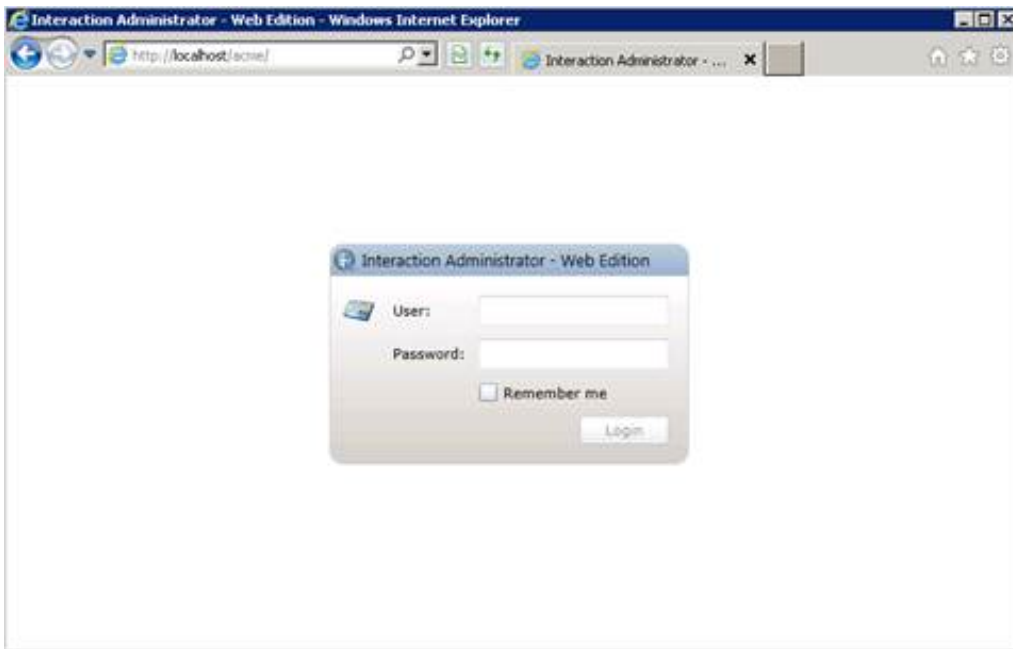 Interaction Administrator - Web Edition - Windows Internet Explorer
http://localhost/acme/
Interaction Administrator - ...
Interaction Administrator - Web Edition
User:
Password:
Remember me
Login